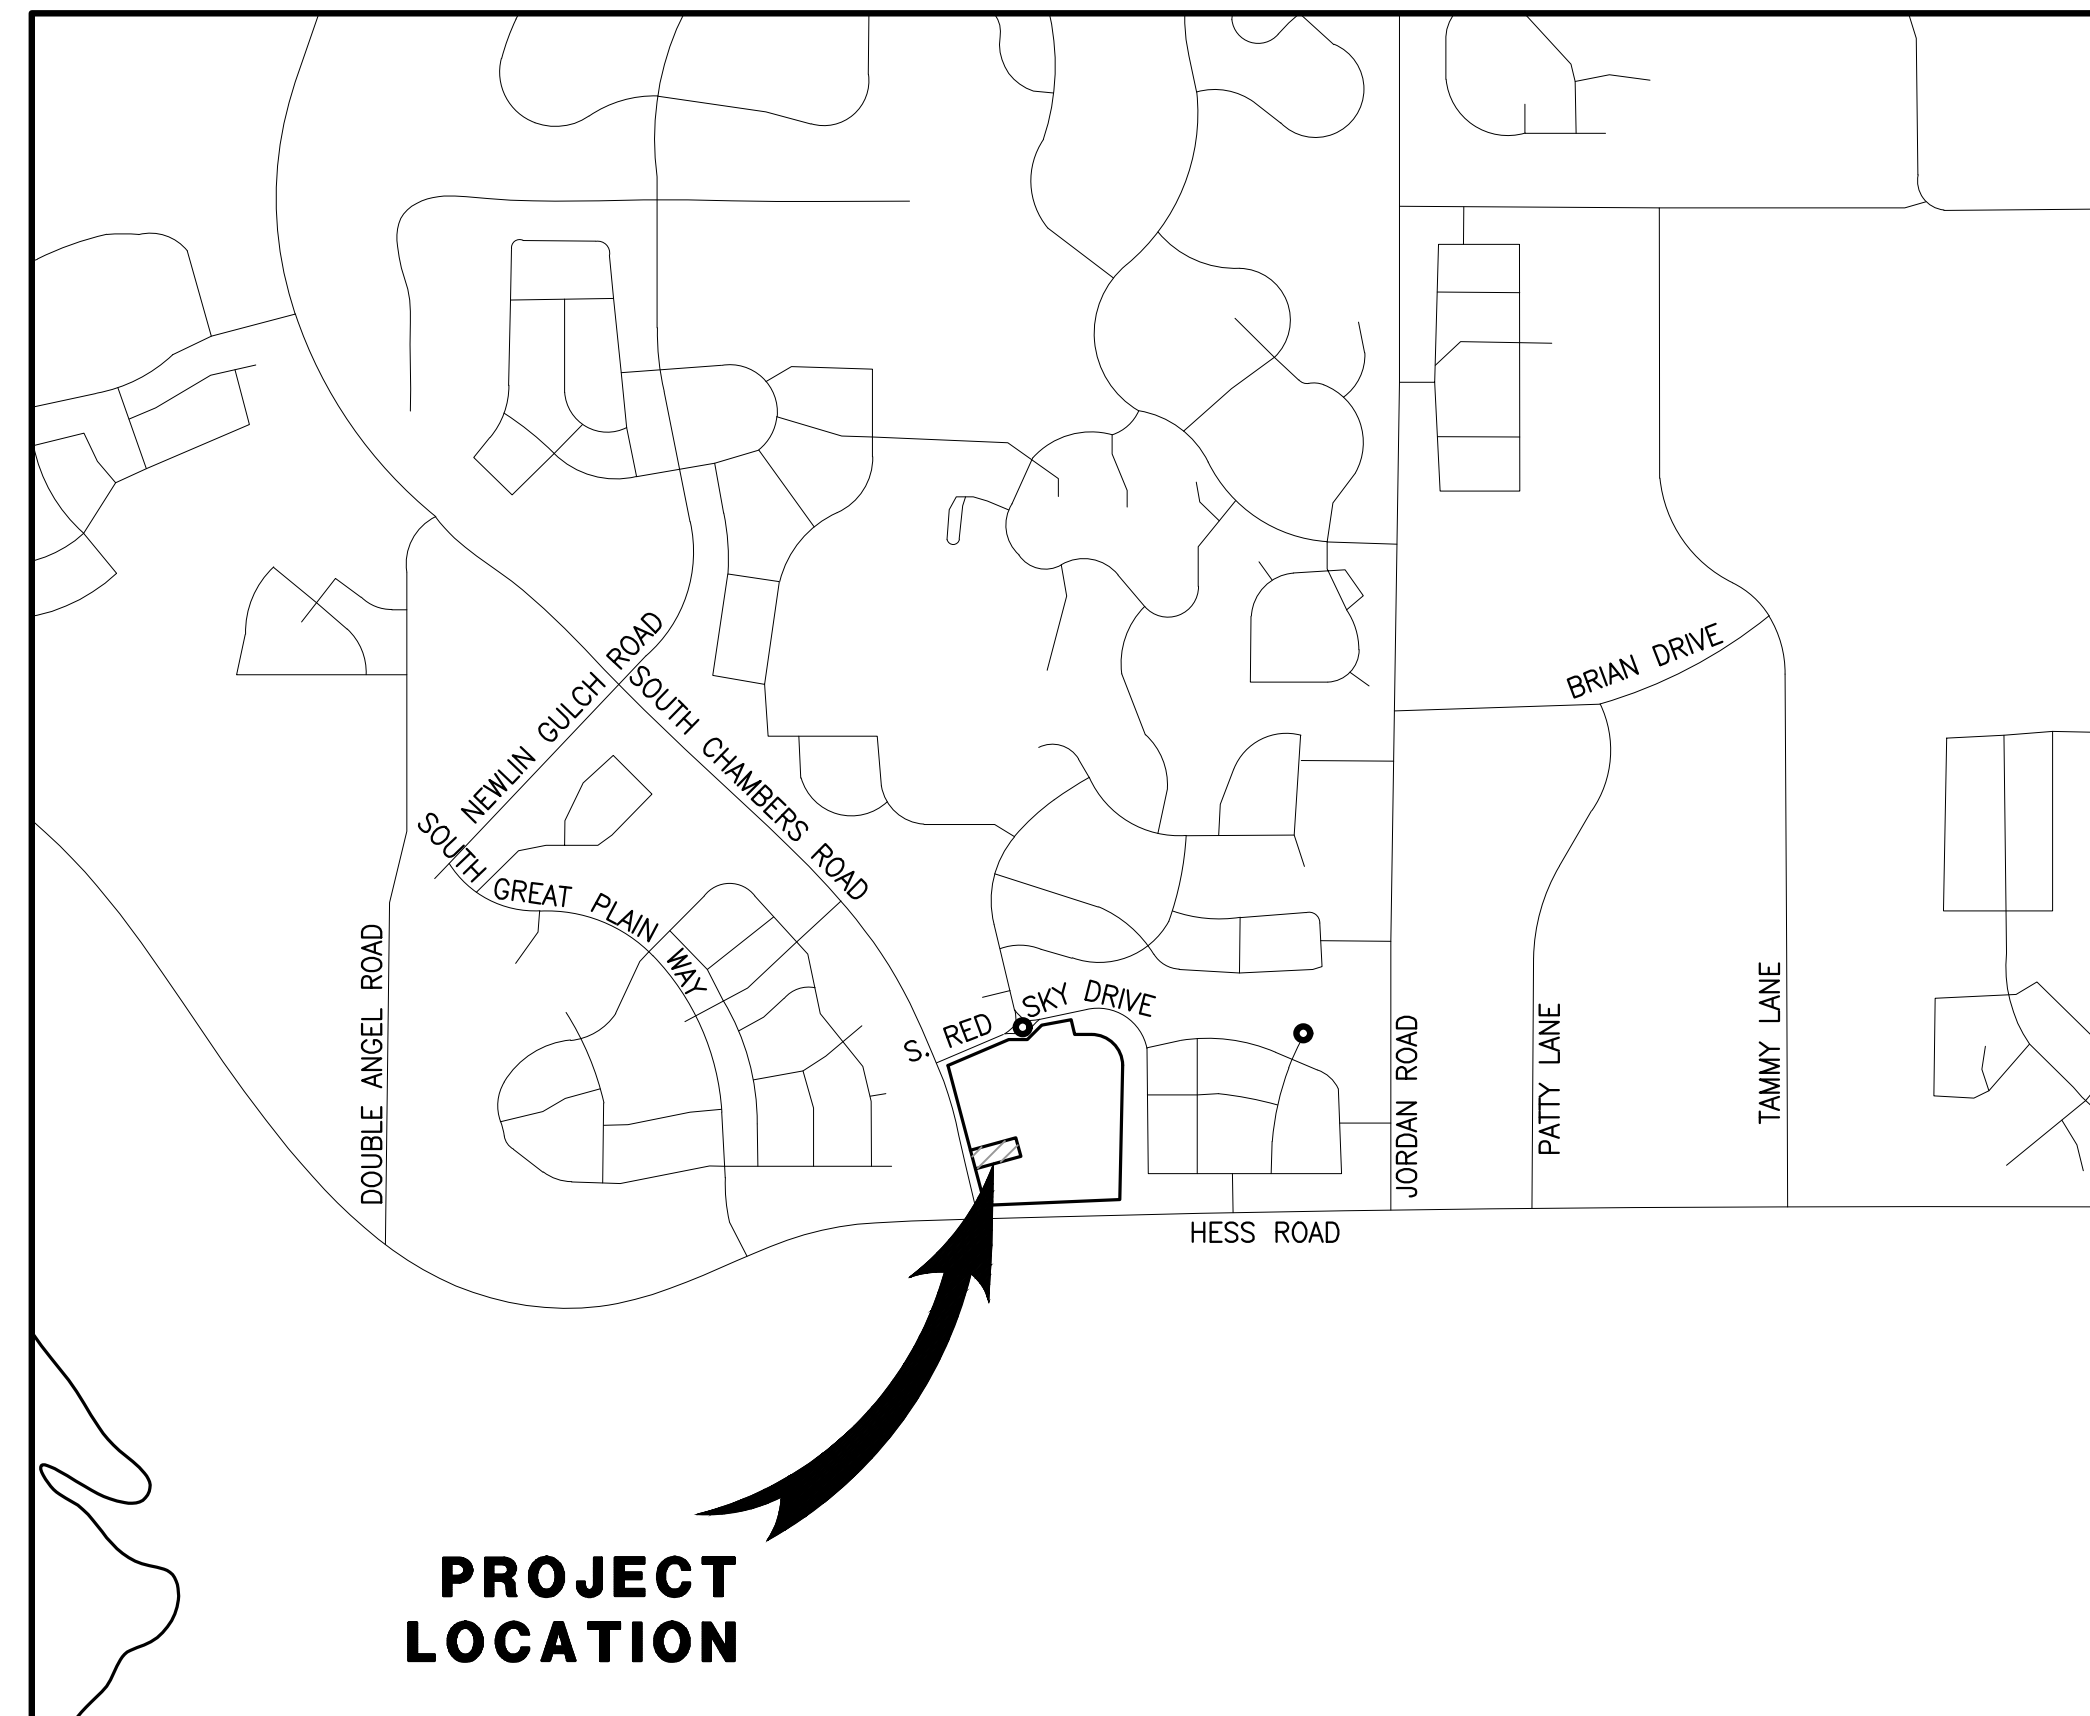 NEWLIN GULCH ROAD
SOUTH CHAMBERS ROAD
BRIAN DRIVE
SOUTH GREAT PLAIN WAY
DOUBLE ANGEL ROAD
S. RED SKY DRIVE
JORDAN ROAD
PATTY LANE
TAMMY LANE
HESS ROAD
PROJECT
LOCATION